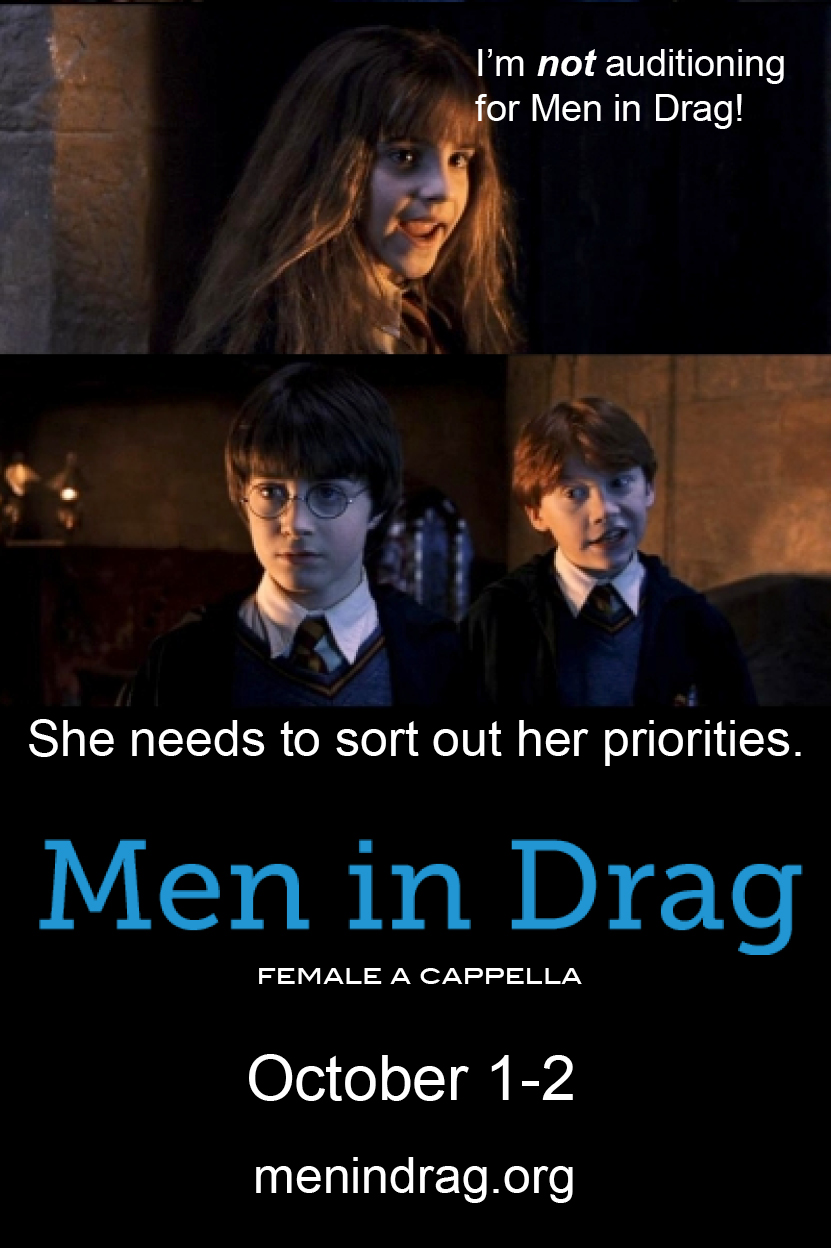 I’m not auditioning
for Men in Drag!
She needs to sort out her priorities.
Men in Drag
FEMALE A CAPPELLA
October 1-2
menindrag.org